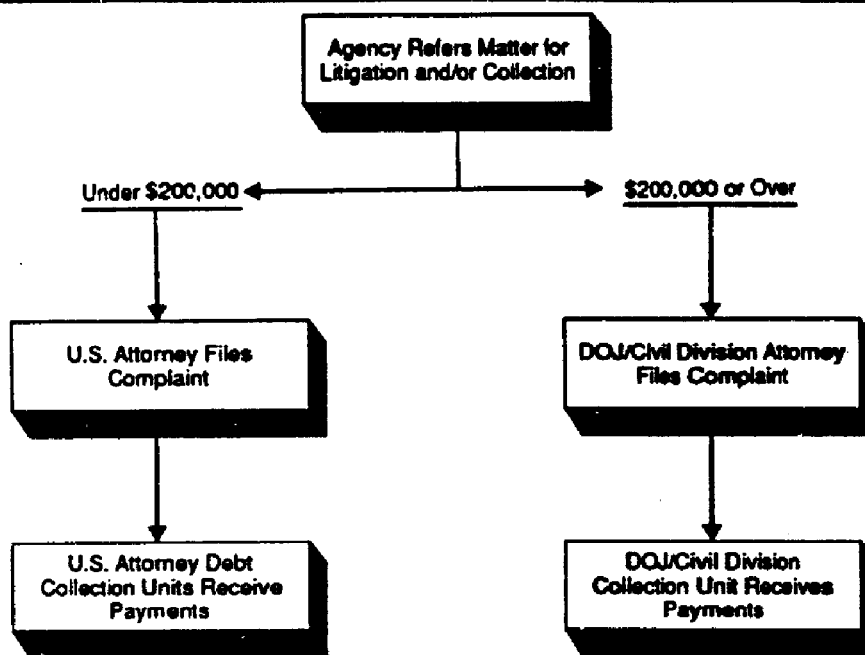 Agency Refers Matter for
Litigation and/or Collection
Under $200,000
$200,000 or Over
U.S. Attorney Files
Complaint
DOJ/Civil Division Attorney
Files Complaint
U.S. Attorney Debt
Collection Units Receive
Payments
DOJ/Civil Division
Collection Unit Receives
Payments